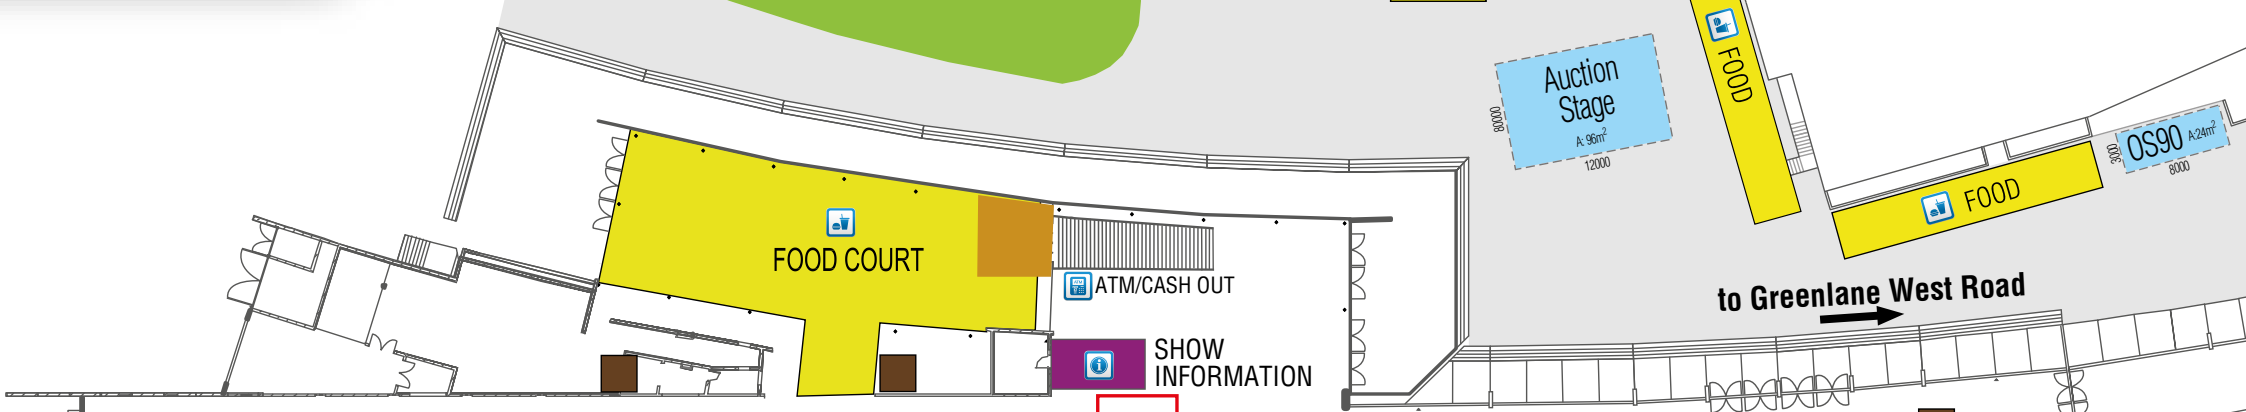 FOOD
Auction
Stage
A: 96m²
80000
12000
OS90 A:24m²
3000
8000
FOOD
FOOD COURT
ATM/CASH OUT
to Greenlane West Road
SHOW
INFORMATION